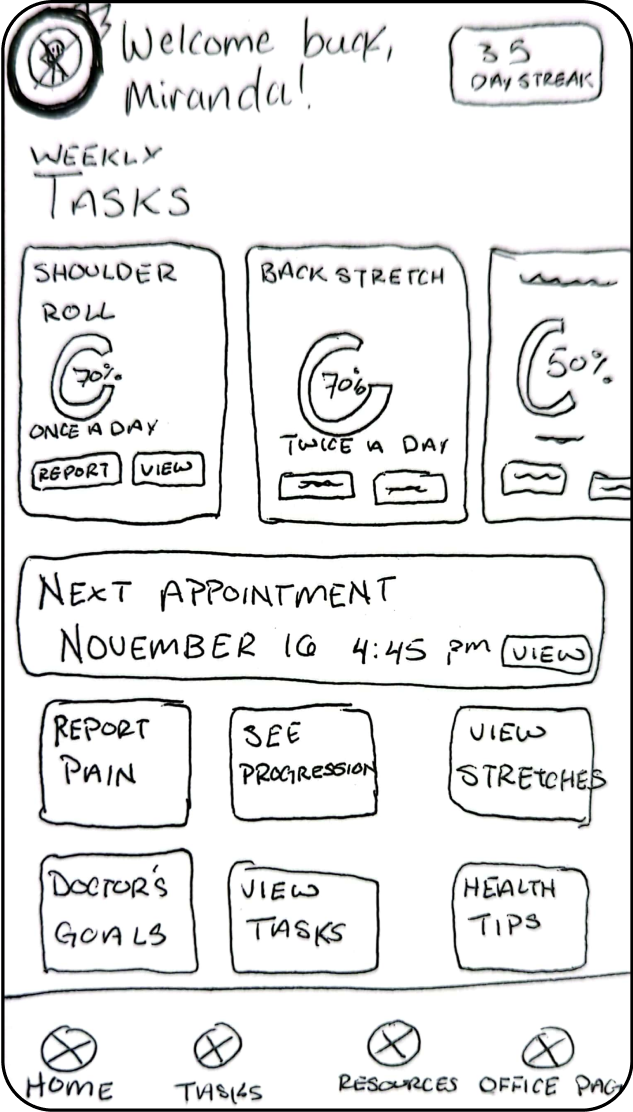 Welcome back,
Miranda!
35
DAY STREAK
WEEKLY
TASKS
SHOULDER
ROLL
70%
ONCE A DAY
REPORT
VIEW
BACK STRETCH
70%
TWICE A DAY
50%
NEXT APPOINTMENT
NOVEMBER 16 4:45 pm VIEW
REPORT
PAIN
SEE
PROGRESSION
VIEW
STRETCHES
DOCTOR'S
GOALS
VIEW
TASKS
HEALTH
TIPS
HOME
TASKS
RESOURCES
OFFICE PAG